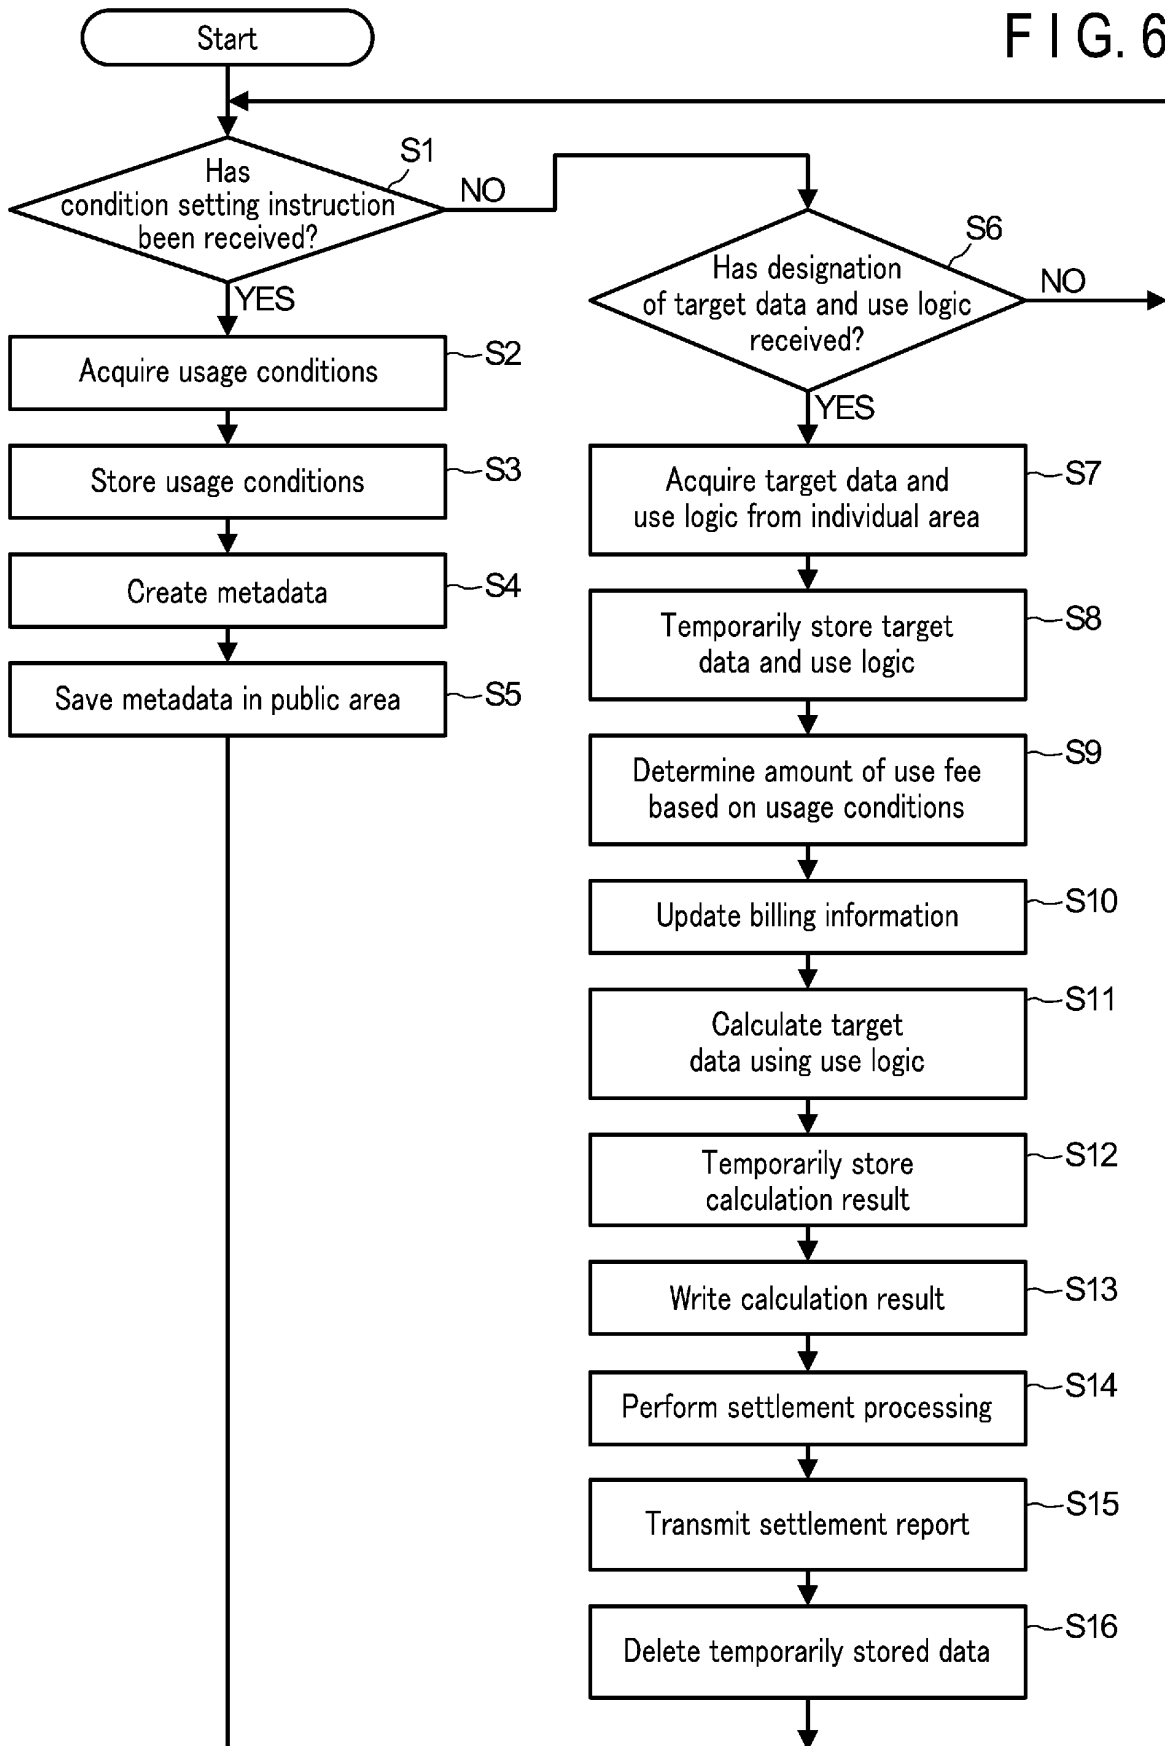 FIG. 6
Start
Has
condition setting instruction
been received?
S1
NO
YES
Acquire usage conditions
S2
Store usage conditions
S3
Create metadata
S4
Save metadata in public area
S5
Has designation
of target data and use logic
received?
S6
NO
YES
Acquire target data and
use logic from individual area
S7
Temporarily store target
data and use logic
S8
Determine amount of use fee
based on usage conditions
S9
Update billing information
S10
Calculate target
data using use logic
S11
Temporarily store
calculation result
S12
Write calculation result
S13
Perform settlement processing
S14
Transmit settlement report
S15
Delete temporarily stored data
S16